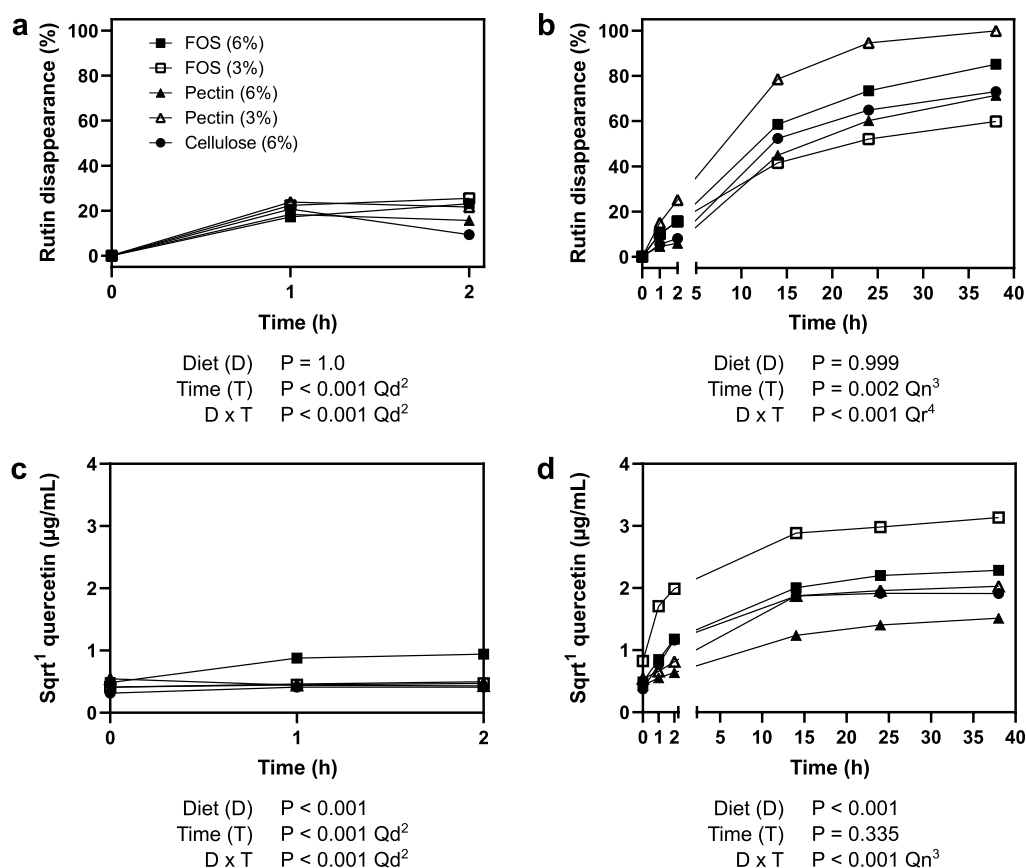 a
Rutin disappearance (%)
100
80
60
40
20
0
FOS (6%)
FOS (3%)
Pectin (6%)
Pectin (3%)
Cellulose (6%)
0 1 2
Time (h)
Diet (D) P = 1.0
Time (T) P < 0.001 Qd²
D x T P < 0.001 Qd²
b
Rutin disappearance (%)
100
80
60
40
20
0
0 1 2 5 10 15 20 25 30 35 40
Time (h)
Diet (D) P = 0.999
Time (T) P = 0.002 Qn³
D x T P < 0.001 Qr⁴
c
Sqrt¹ quercetin (µg/mL)
4
3
2
1
0
0 1 2
Time (h)
Diet (D) P < 0.001
Time (T) P < 0.001 Qd²
D x T P < 0.001 Qd²
d
Sqrt¹ quercetin (µg/mL)
4
3
2
1
0
0 1 2 5 10 15 20 25 30 35 40
Time (h)
Diet (D) P < 0.001
Time (T) P = 0.335
D x T P < 0.001 Qn³